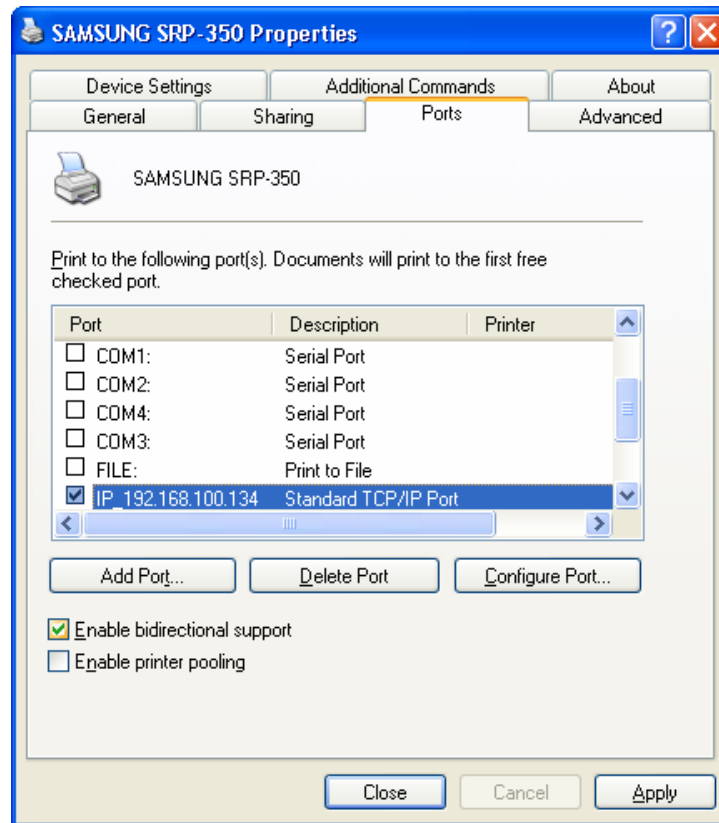 SAMSUNG SRP-350 Properties
Device Settings Additional Commands About
General Sharing Ports Advanced
SAMSUNG SRP-350
Print to the following port(s). Documents will print to the first free
checked port.
Port Description Printer
COM1: Serial Port
COM2: Serial Port
COM4: Serial Port
COM3: Serial Port
FILE: Print to File
IP_192.168.100.134 Standard TCP/IP Port
Add Port... Delete Port Configure Port...
Enable bidirectional support
Enable printer pooling
Close Cancel Apply